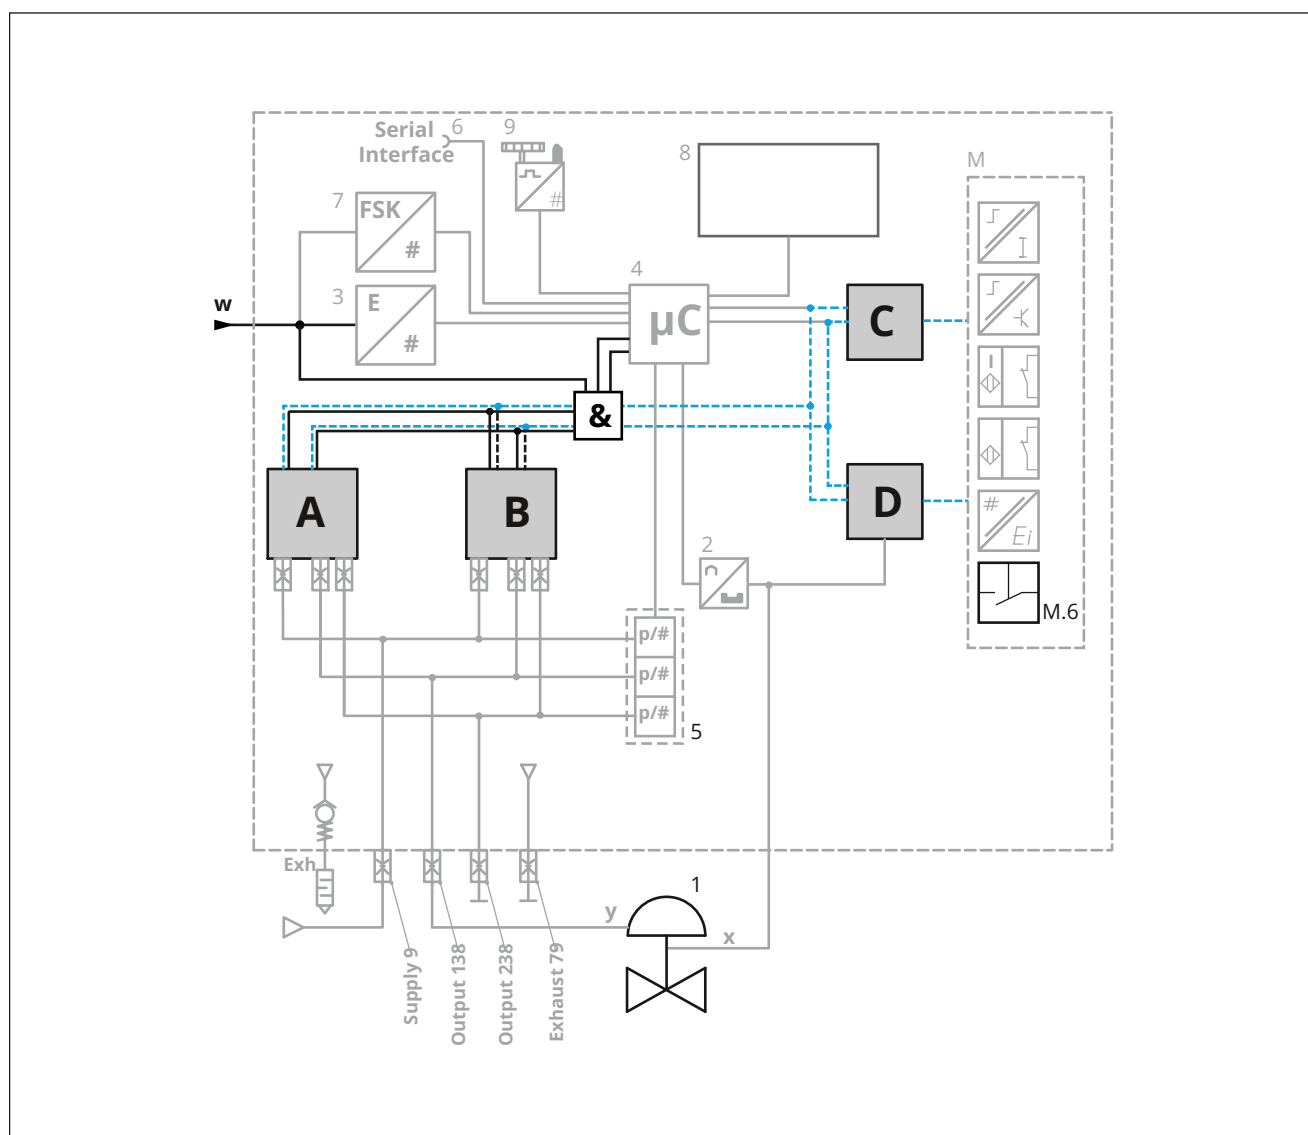 Serial
Interface
6
9
8
M
#
7
FSK
#
I
4
w
3
E
#
µC
C
K
&
A
B
D
#
Ei
2
M.6
p/#
p/#
p/#
5
Exh
1
y
x
Supply 9
Output 138
Output 238
Exhaust 79